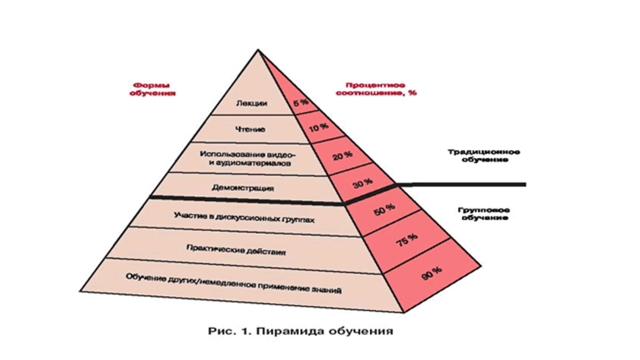 Формы
обучения
Процентное
соотношение, %
Лекции
5 %
Чтение
10 %
Использование видео-
и аудиоматериалов
20 %
Демонстрация
30 %
Традиционное
обучение
Участие в дискуссионных группах
50 %
Групповое
обучение
Практические действия
75 %
Обучение других/немедленное применение знаний
90 %
Рис. 1. Пирамида обучения